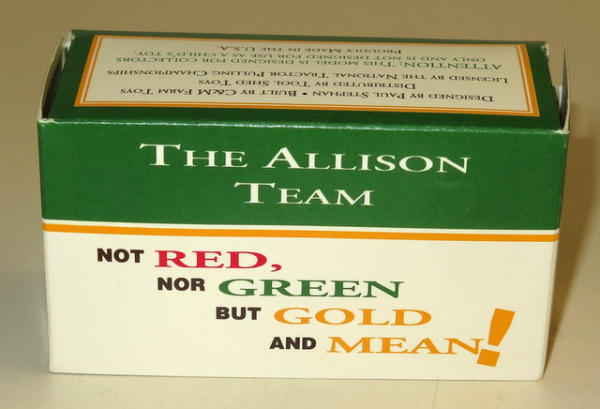 DESIGNED BY PAUL STEPHAN • BUILT BY C&M FARM TOYS
DISTRIBUTED BY TOOL SHED TOYS
LICENSED BY THE NATIONAL TRACTOR PULLING CHAMPIONSHIPS
ATTENTION: THIS MODEL IS DESIGNED FOR COLLECTORS
ONLY AND IS NOT DESIGNED FOR USE AS A CHILD'S TOY.
PROUDLY MADE IN THE U.S.A.
THE ALLISON
TEAM
NOT RED,
NOR GREEN
BUT GOLD
AND MEAN!